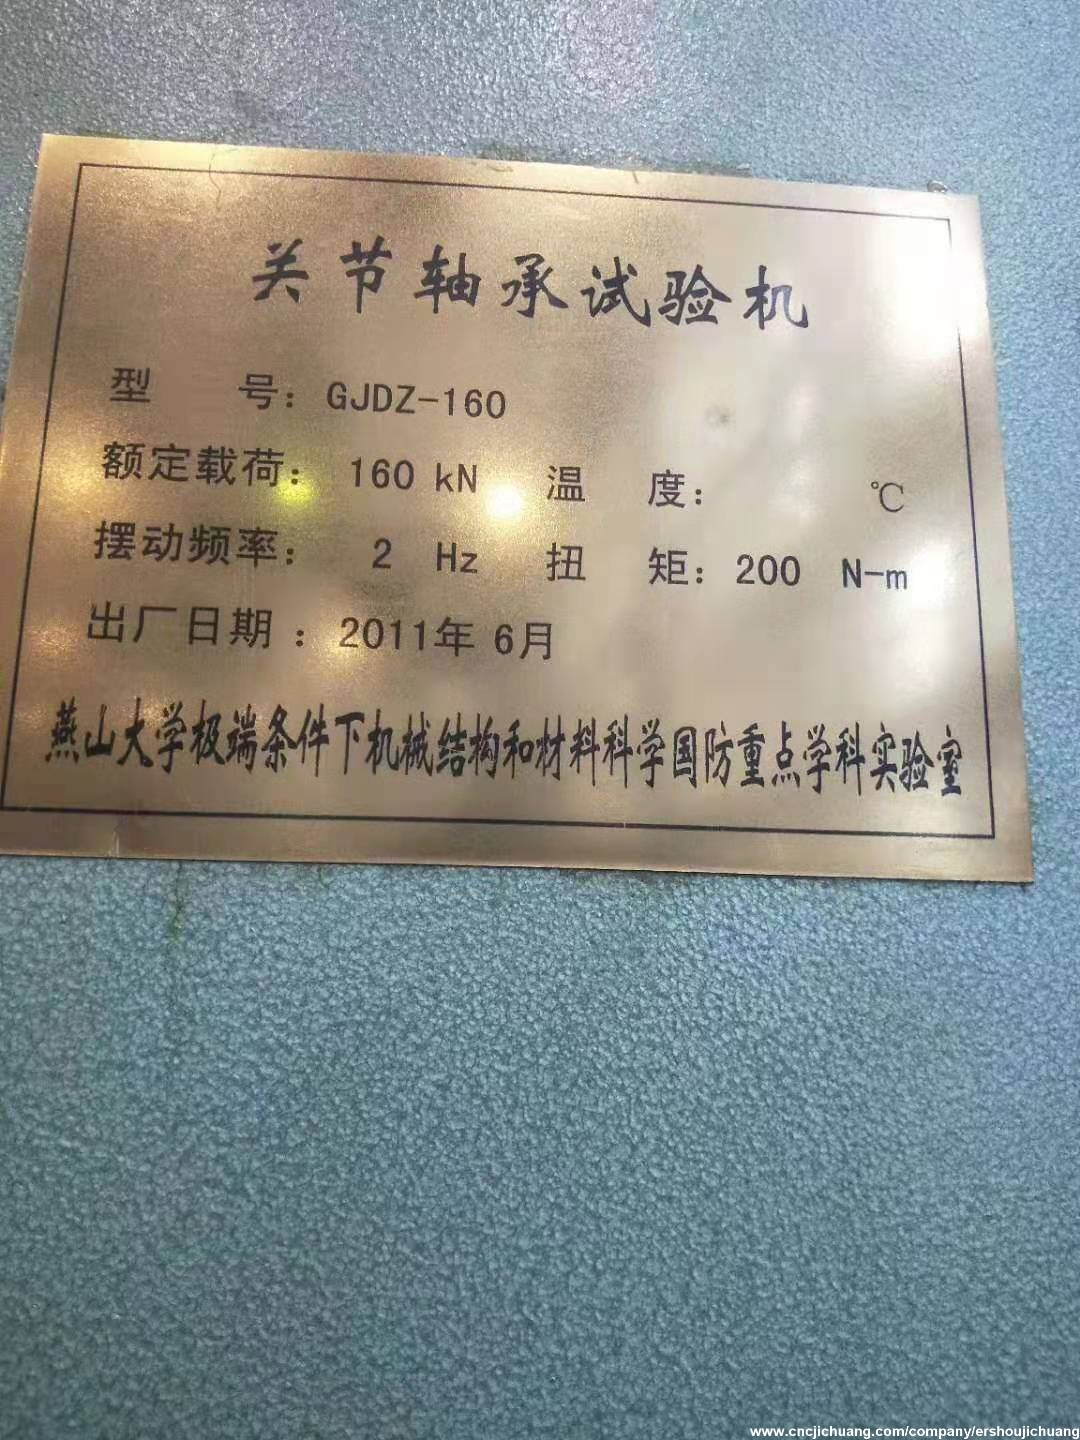 关节轴承试验机
型 号：GJDZ-160
额定载荷： 160 kN 温 度： ℃
摆动频率： 2 Hz 扭 矩：200 N-m
出厂日期 ：2011年 6月
燕山大学极端条件下机械结构和材料科学国防重点学科实验室
www.cncjichuang.com/company/ershoujichuang